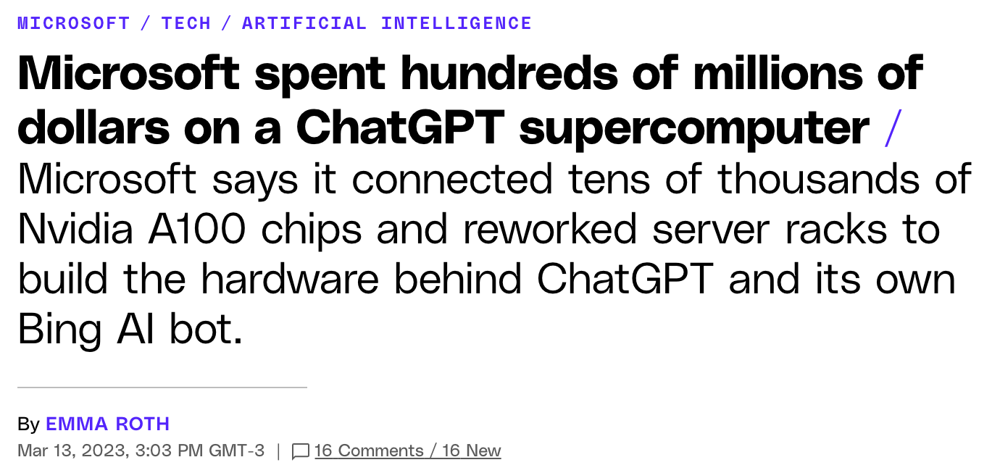 MICROSOFT / TECH / ARTIFICIAL INTELLIGENCE
Microsoft spent hundreds of millions of
dollars on a ChatGPT supercomputer /
Microsoft says it connected tens of thousands of
Nvidia A100 chips and reworked server racks to
build the hardware behind ChatGPT and its own
Bing AI bot.
By EMMA ROTH
Mar 13, 2023, 3:03 PM GMT-3 | 16 Comments / 16 New